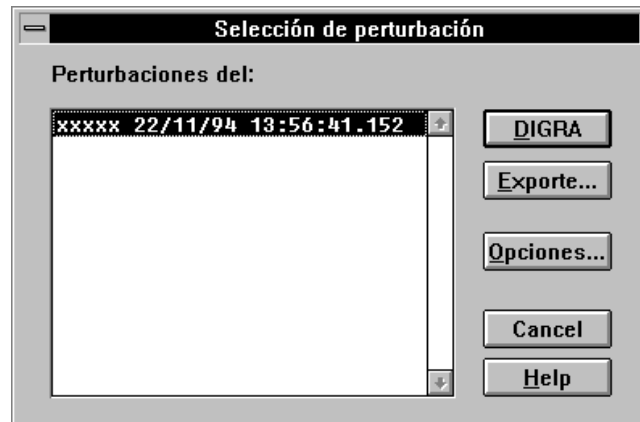 Selección de perturbación
Perturbaciones del:
xxxxx 22/11/94 13:56:41.152
DIGRA
Exporte...
Opciones...
Cancel
Help